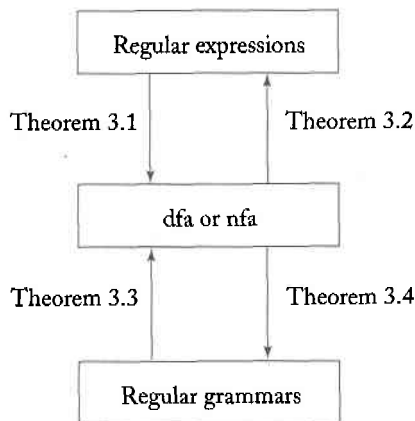 Regular expressions
Theorem 3.1
Theorem 3.2
dfa or nfa
Theorem 3.3
Theorem 3.4
Regular grammars